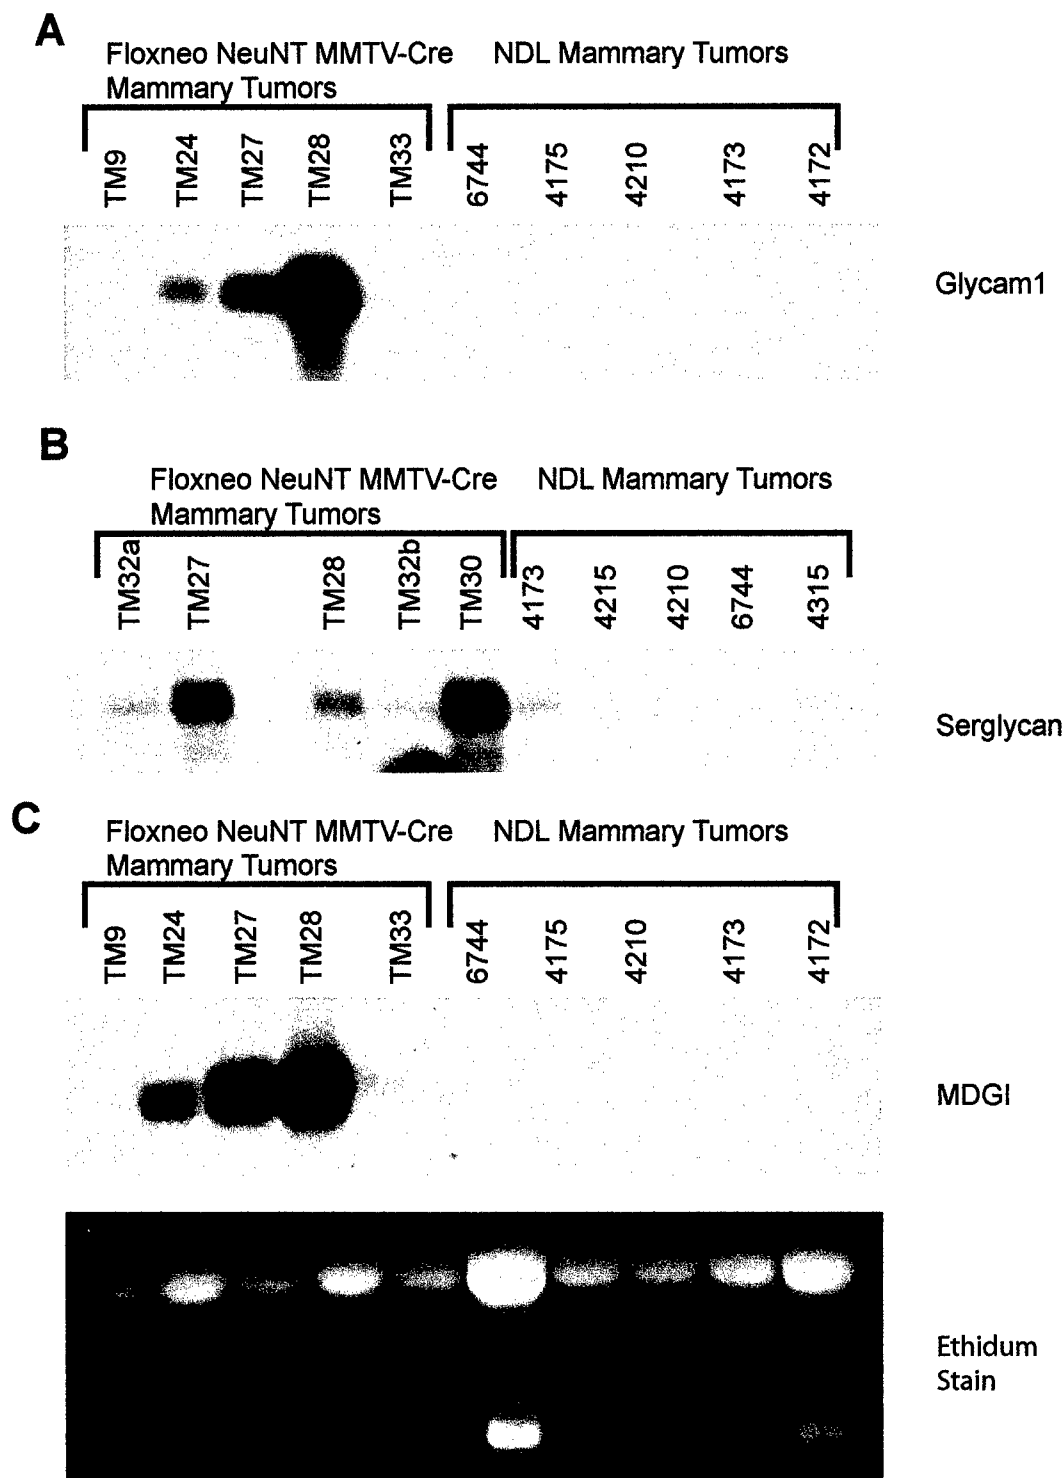 A
Floxneo NeuNT MMTV-Cre NDL Mammary Tumors
Mammary Tumors
TM9 TM24 TM27 TM28 TM33 6744 4175 4210 4173 4172
Glycam1
B
Floxneo NeuNT MMTV-Cre NDL Mammary Tumors
Mammary Tumors
TM32a TM27 TM28 TM32b TM30 4173 4215 4210 6744 4315
Serglycan
C
Floxneo NeuNT MMTV-Cre NDL Mammary Tumors
Mammary Tumors
TM9 TM24 TM27 TM28 TM33 6744 4175 4210 4173 4172
MDGI
Ethidum
Stain